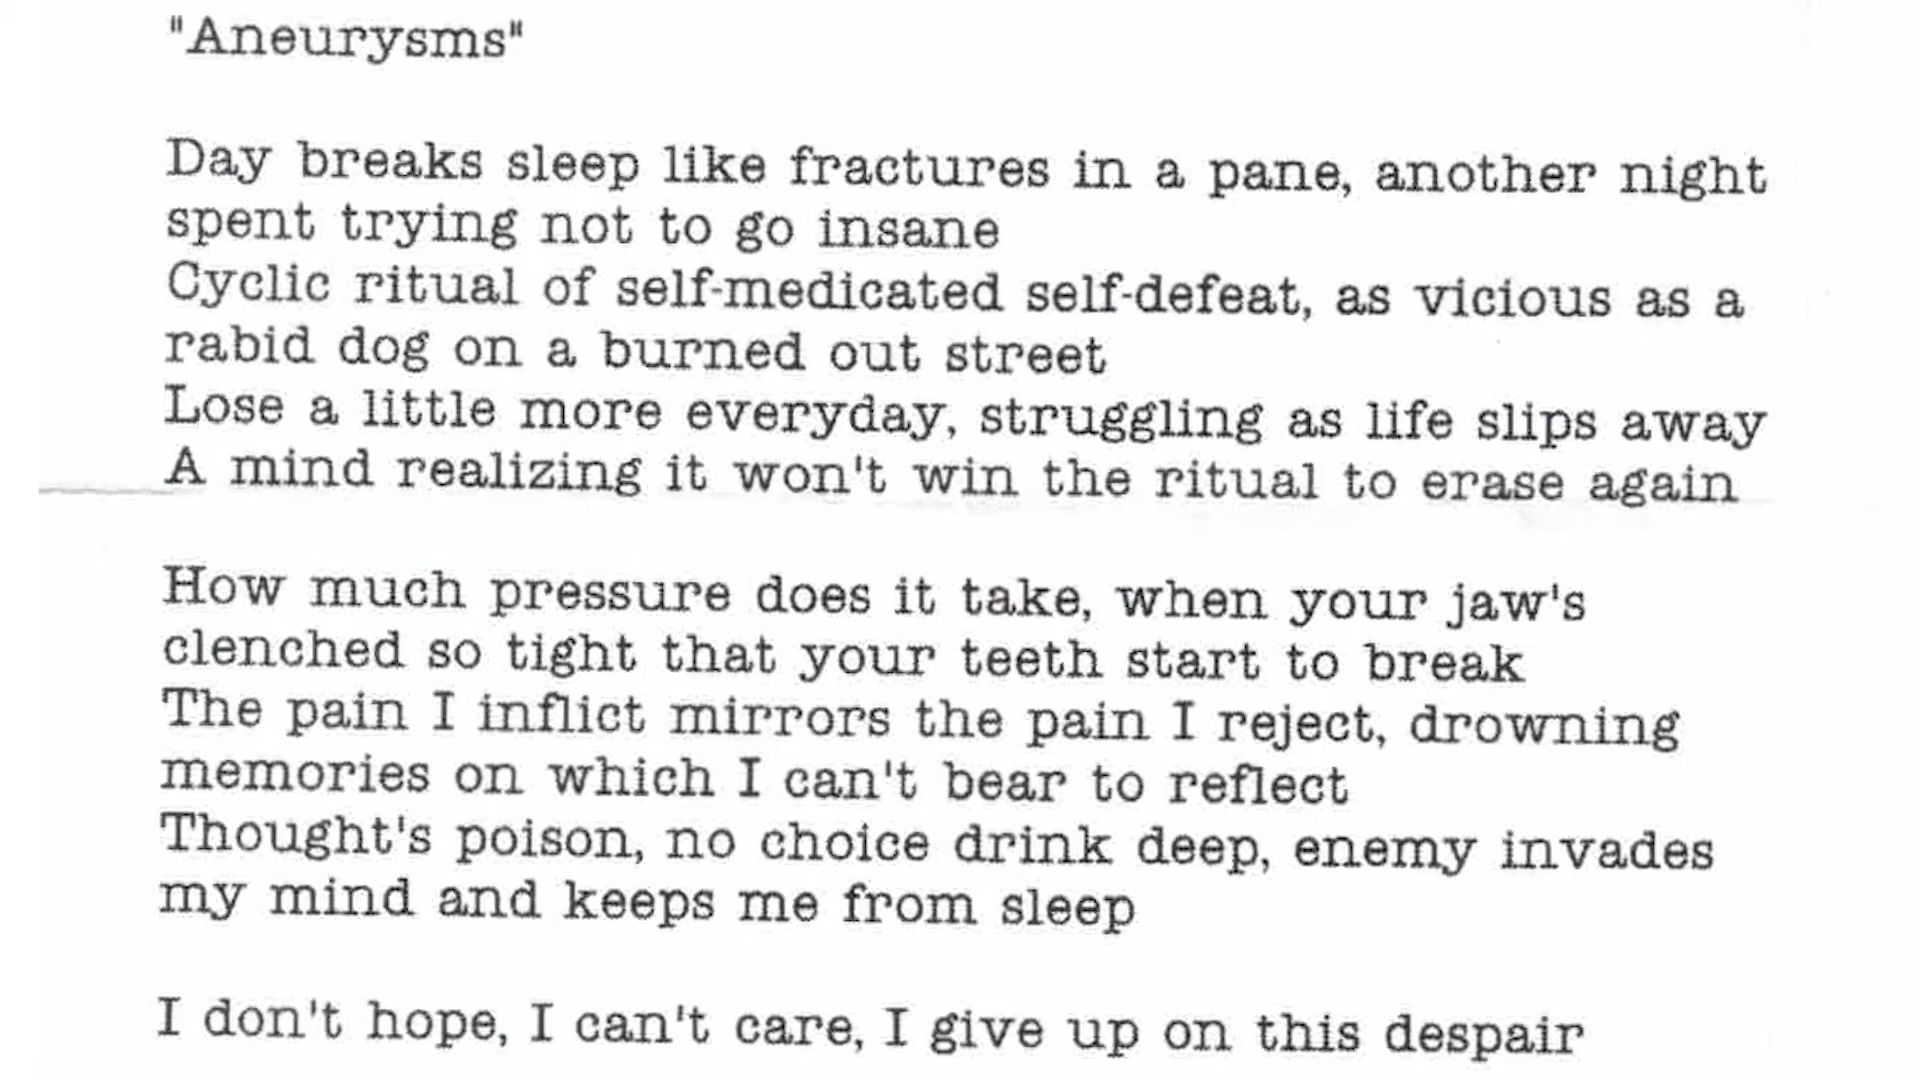 "Aneurysms"
Day breaks sleep like fractures in a pane, another night
spent trying not to go insane
Cyclic ritual of self-medicated self-defeat, as vicious as a
rabid dog on a burned out street
Lose a little more everyday, struggling as life slips away
A mind realizing it won't win the ritual to erase again
How much pressure does it take, when your jaw's
clenched so tight that your teeth start to break
The pain I inflict mirrors the pain I reject, drowning
memories on which I can't bear to reflect
Thought's poison, no choice drink deep, enemy invades
my mind and keeps me from sleep
I don't hope, I can't care, I give up on this despair